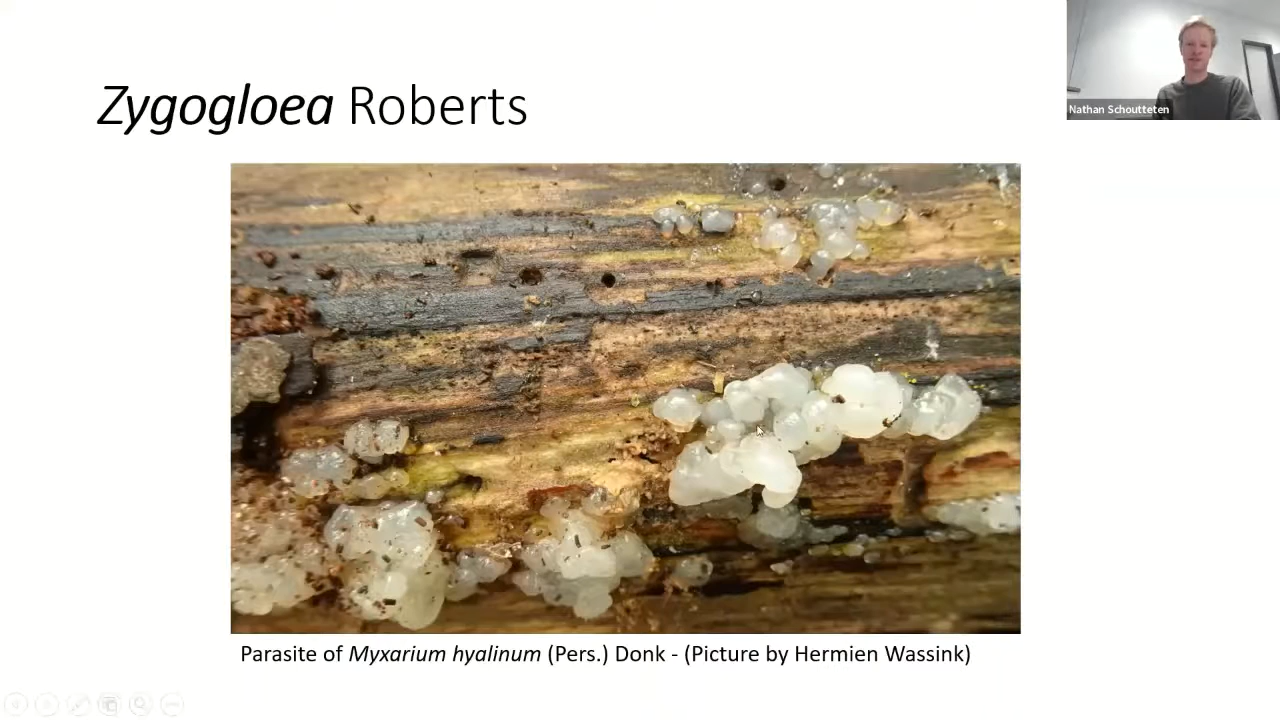 Zygogloea Roberts
Nathan Schoutteten
Parasite of Myxarium hyalinum (Pers.) Donk - (Picture by Hermien Wassink)